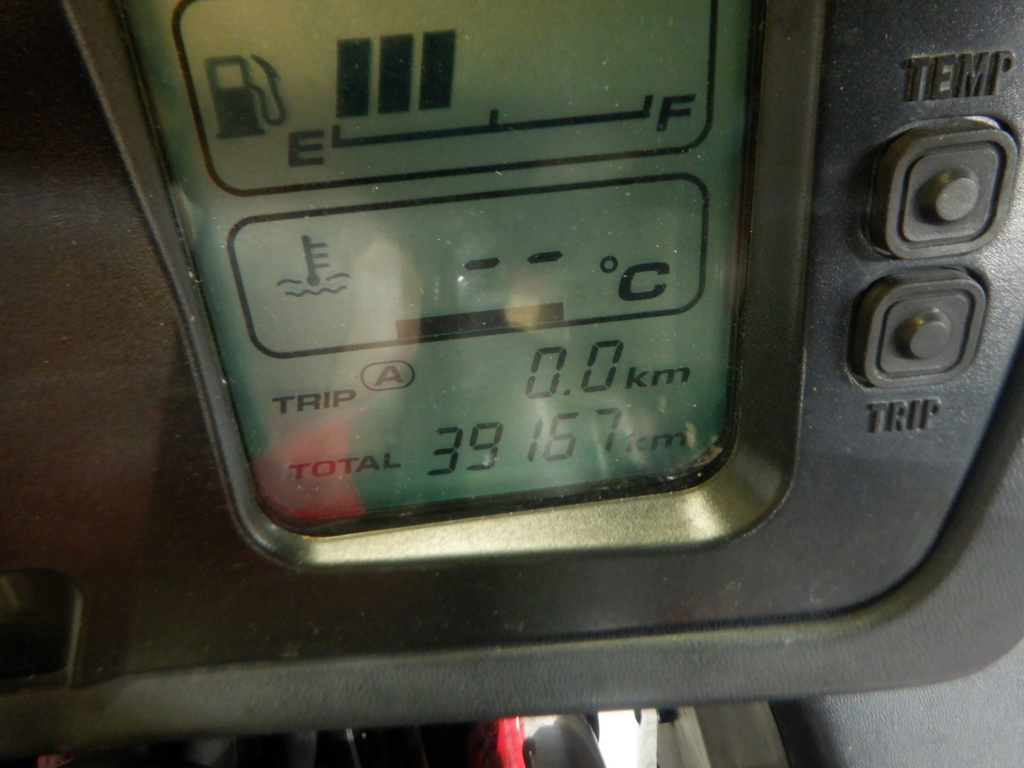 E F
TEMP
-- °C
TRIP A 0.0 km
TOTAL 39167 km
TRIP